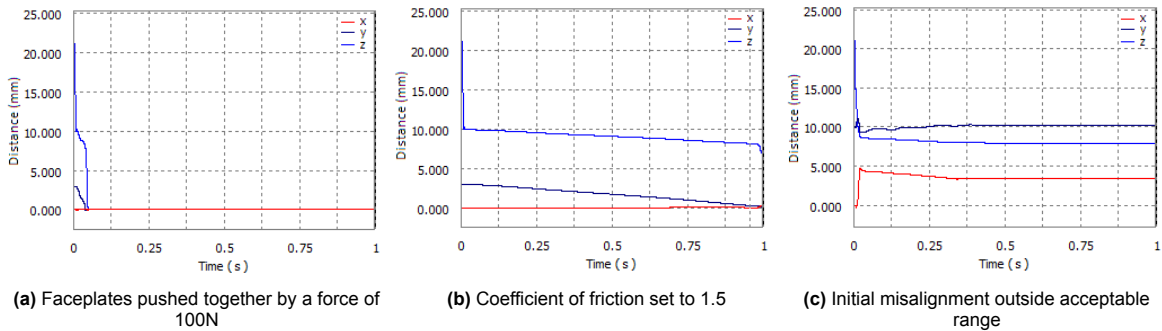 25.000
20.000
15.000
10.000
5.000
0.000
Distance (mm)
0
0.25
0.5
0.75
1
Time ( s )
x
y
z
(a) Faceplates pushed together by a force of
100N
25.000
20.000
15.000
10.000
5.000
0.000
Distance (mm)
0
0.25
0.5
0.75
1
Time ( s )
x
y
z
(b) Coefficient of friction set to 1.5
25.000
20.000
15.000
10.000
5.000
0.000
Distance (mm)
0
0.25
0.5
0.75
1
Time ( s )
x
y
z
(c) Initial misalignment outside acceptable
range